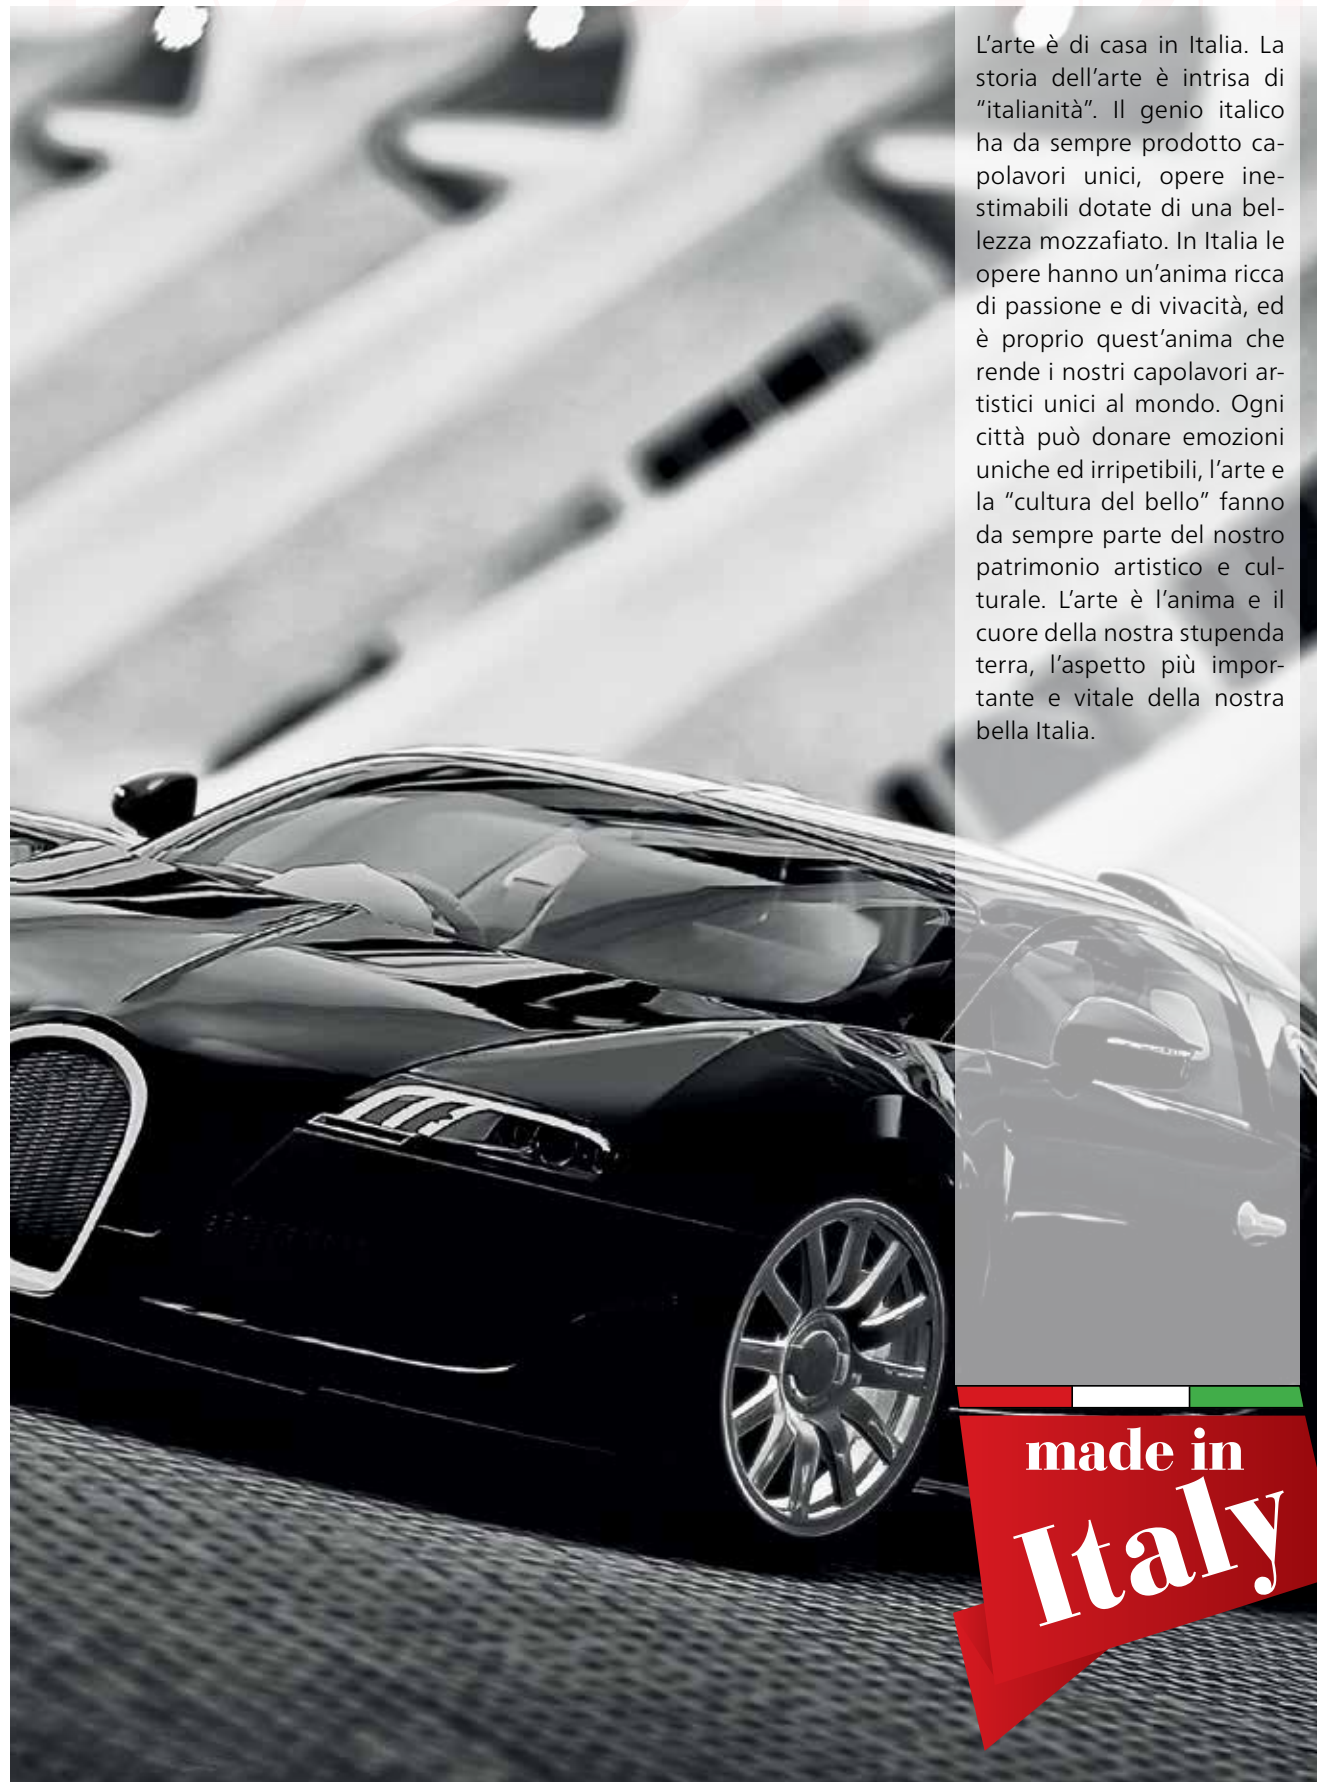 L’arte è di casa in Italia. La
storia dell’arte è intrisa di
“italianità”. Il genio italico
ha da sempre prodotto ca-
polavori unici, opere ine-
stimabili dotate di una bel-
lezza mozzafiato. In Italia le
opere hanno un’anima ricca
di passione e di vivacità, ed
è proprio quest’anima che
rende i nostri capolavori ar-
tistici unici al mondo. Ogni
città può donare emozioni
uniche ed irripetibili, l’arte e
la “cultura del bello” fanno
da sempre parte del nostro
patrimonio artistico e cul-
turale. L’arte è l’anima e il
cuore della nostra stupenda
terra, l’aspetto più impor-
tante e vitale della nostra
bella Italia.
made in
Italy